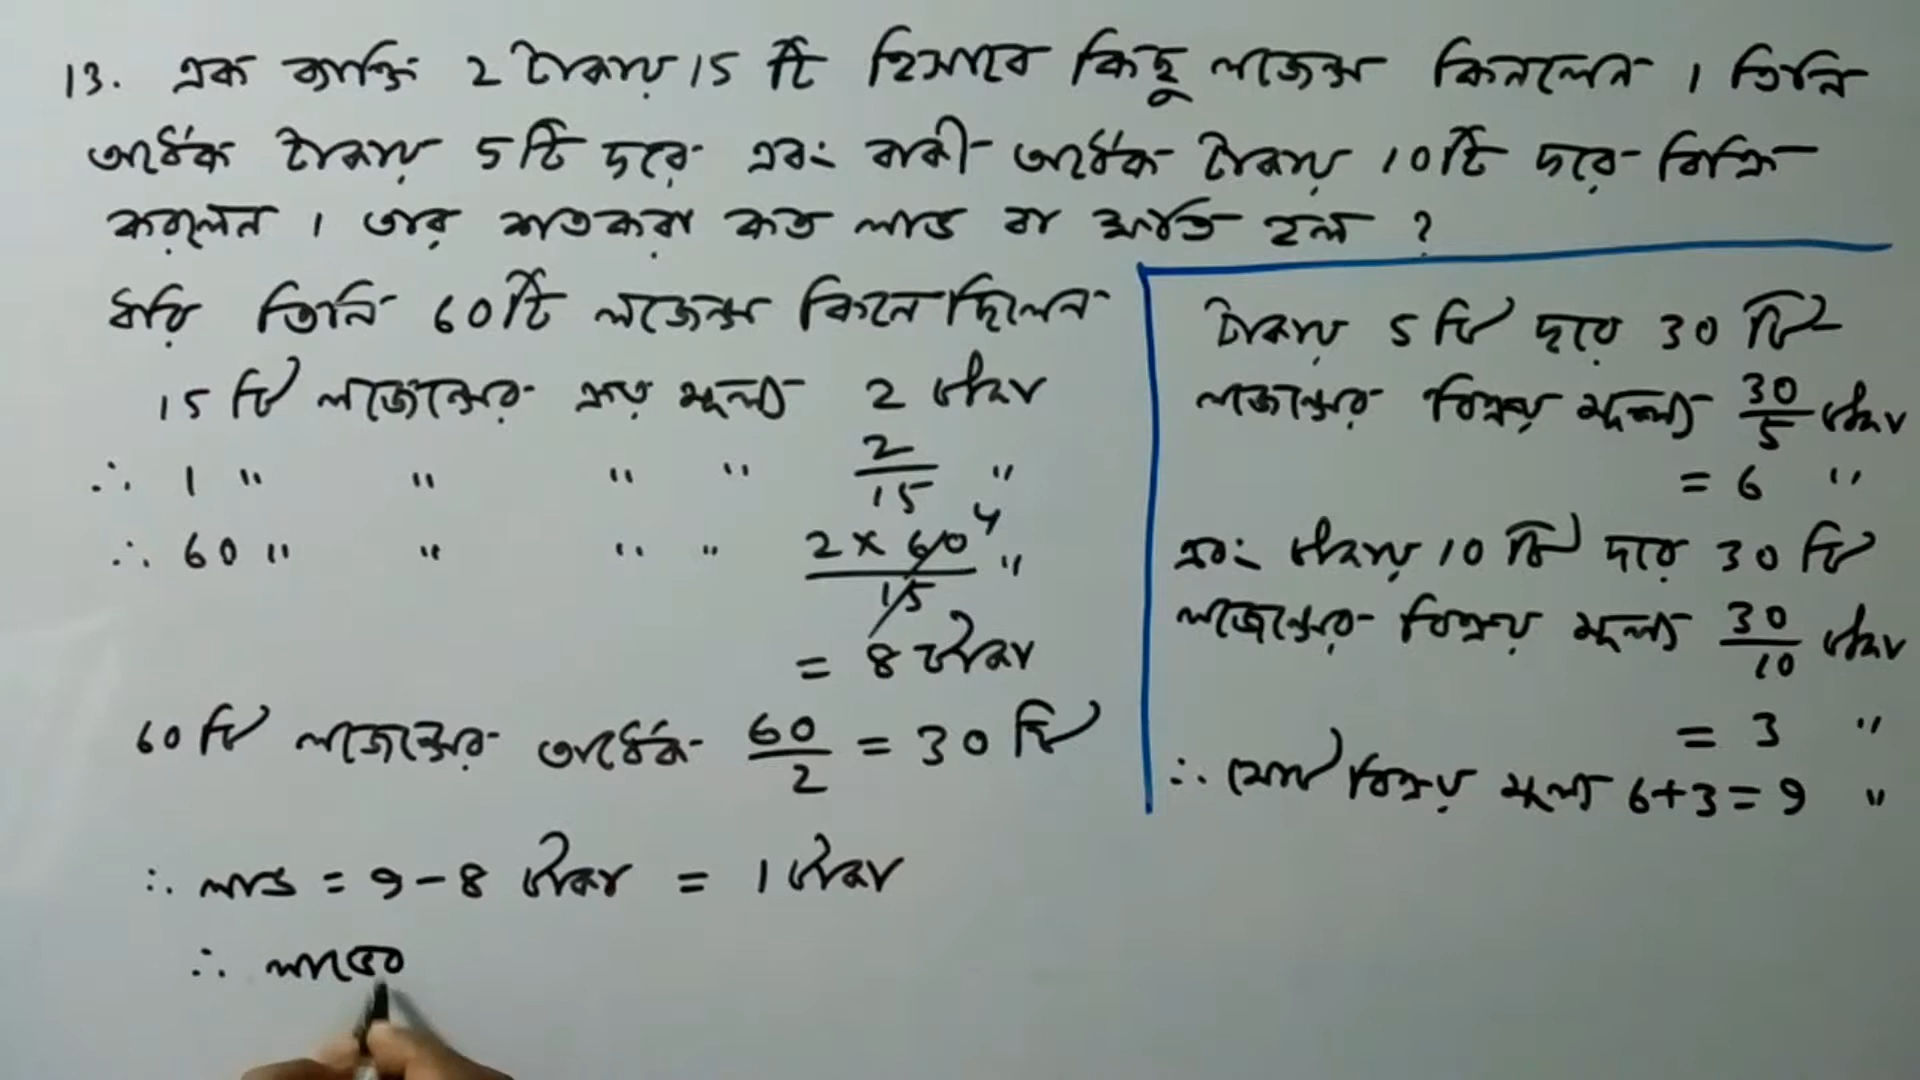 13. এক ব্যক্তি 2 টাকায় 15 টি হিসাবে কিছু লজেন্স কিনলেন । তিনি
অর্ধেক টাকায় 5টি দরে এবং বাকী অর্ধেক টাকায় 10টি দরে বিক্রি
করলেন । তার শতকরা কত লাভ বা ক্ষতি হল ?
ধরি তিনি 60টি লজেন্স কিনেছিলেন
15 টি লজেন্সের ক্রয় মূল্য 2 টাকা
∴ 1 " " " " 2/15 "
∴ 60 " " " " 2 × 60/15 " 4
= 8 টাকা
60 টি লজেন্সের অর্ধেক 60/2 = 30 টি
∴ লাভ = 9 - 8 টাকা = 1 টাকা
∴ লাভের
টাকায় 5 টি দরে 30 টি
লজেন্সের বিক্রয় মূল্য 30/5 টাকা
= 6 "
এবং টাকায় 10 টি দরে 30 টি
লজেন্সের বিক্রয় মূল্য 30/10 টাকা
= 3 "
∴ মোট বিক্রয় মূল্য 6+3 = 9 "